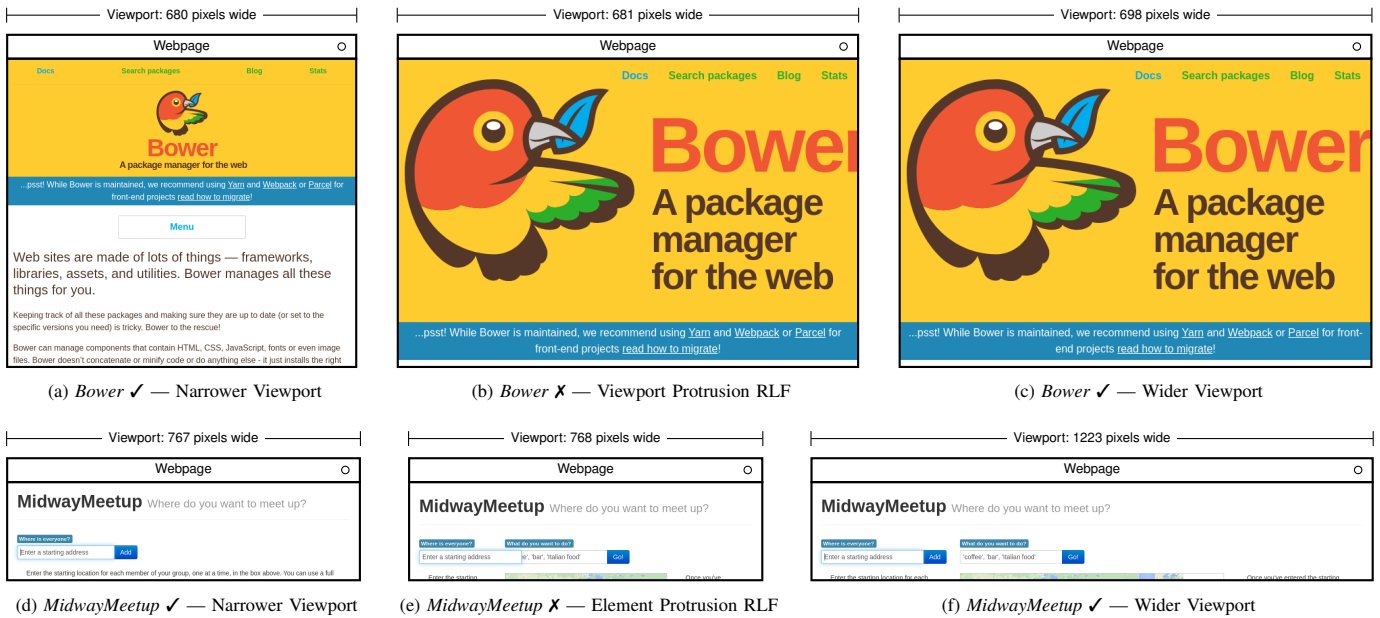 Viewport: 680 pixels wide
Webpage
Docs Search packages Blog Stats
Bower
A package manager for the web
...psst! While Bower is maintained, we recommend using Yarn and Webpack or Parcel for
front-end projects read how to migrate!
Menu
Web sites are made of lots of things — frameworks,
libraries, assets, and utilities. Bower manages all these
things for you.
Keeping track of all these packages and making sure they are up to date (or set to the
specific versions you need) is tricky. Bower to the rescue!
Bower can manage components that contain HTML, CSS, JavaScript, fonts or even image
files. Bower doesn't concatenate or minify code or do anything else - it just installs the right
(a) Bower ✓ — Narrower Viewport
Viewport: 681 pixels wide
Webpage
Docs Search packages Blog Stats
Bower
A package
manager
for the web
...psst! While Bower is maintained, we recommend using Yarn and Webpack or Parcel for
front-end projects read how to migrate!
(b) Bower ✗ — Viewport Protrusion RLF
Viewport: 698 pixels wide
Webpage
Docs Search packages Blog Stats
Bower
A package
manager
for the web
...psst! While Bower is maintained, we recommend using Yarn and Webpack or Parcel for front-
end projects read how to migrate!
(c) Bower ✓ — Wider Viewport
Viewport: 767 pixels wide
Webpage
MidwayMeetup Where do you want to meet up?
Where is everyone?
Enter a starting address Add
Enter the starting location for each member of your group, one at a time, in the box above. You can use a full
(d) MidwayMeetup ✓ — Narrower Viewport
Viewport: 768 pixels wide
Webpage
MidwayMeetup Where do you want to meet up?
Where is everyone? What do you want to do?
Enter a starting address e', 'bar', 'Italian food' Go!
Enter the starting Once you've
(e) MidwayMeetup ✗ — Element Protrusion RLF
Viewport: 1223 pixels wide
Webpage
MidwayMeetup Where do you want to meet up?
Where is everyone? What do you want to do?
Enter a starting address Add 'coffee', 'bar', 'Italian food' Go!
Enter the starting location for each Once you've entered the starting
(f) MidwayMeetup ✓ — Wider Viewport